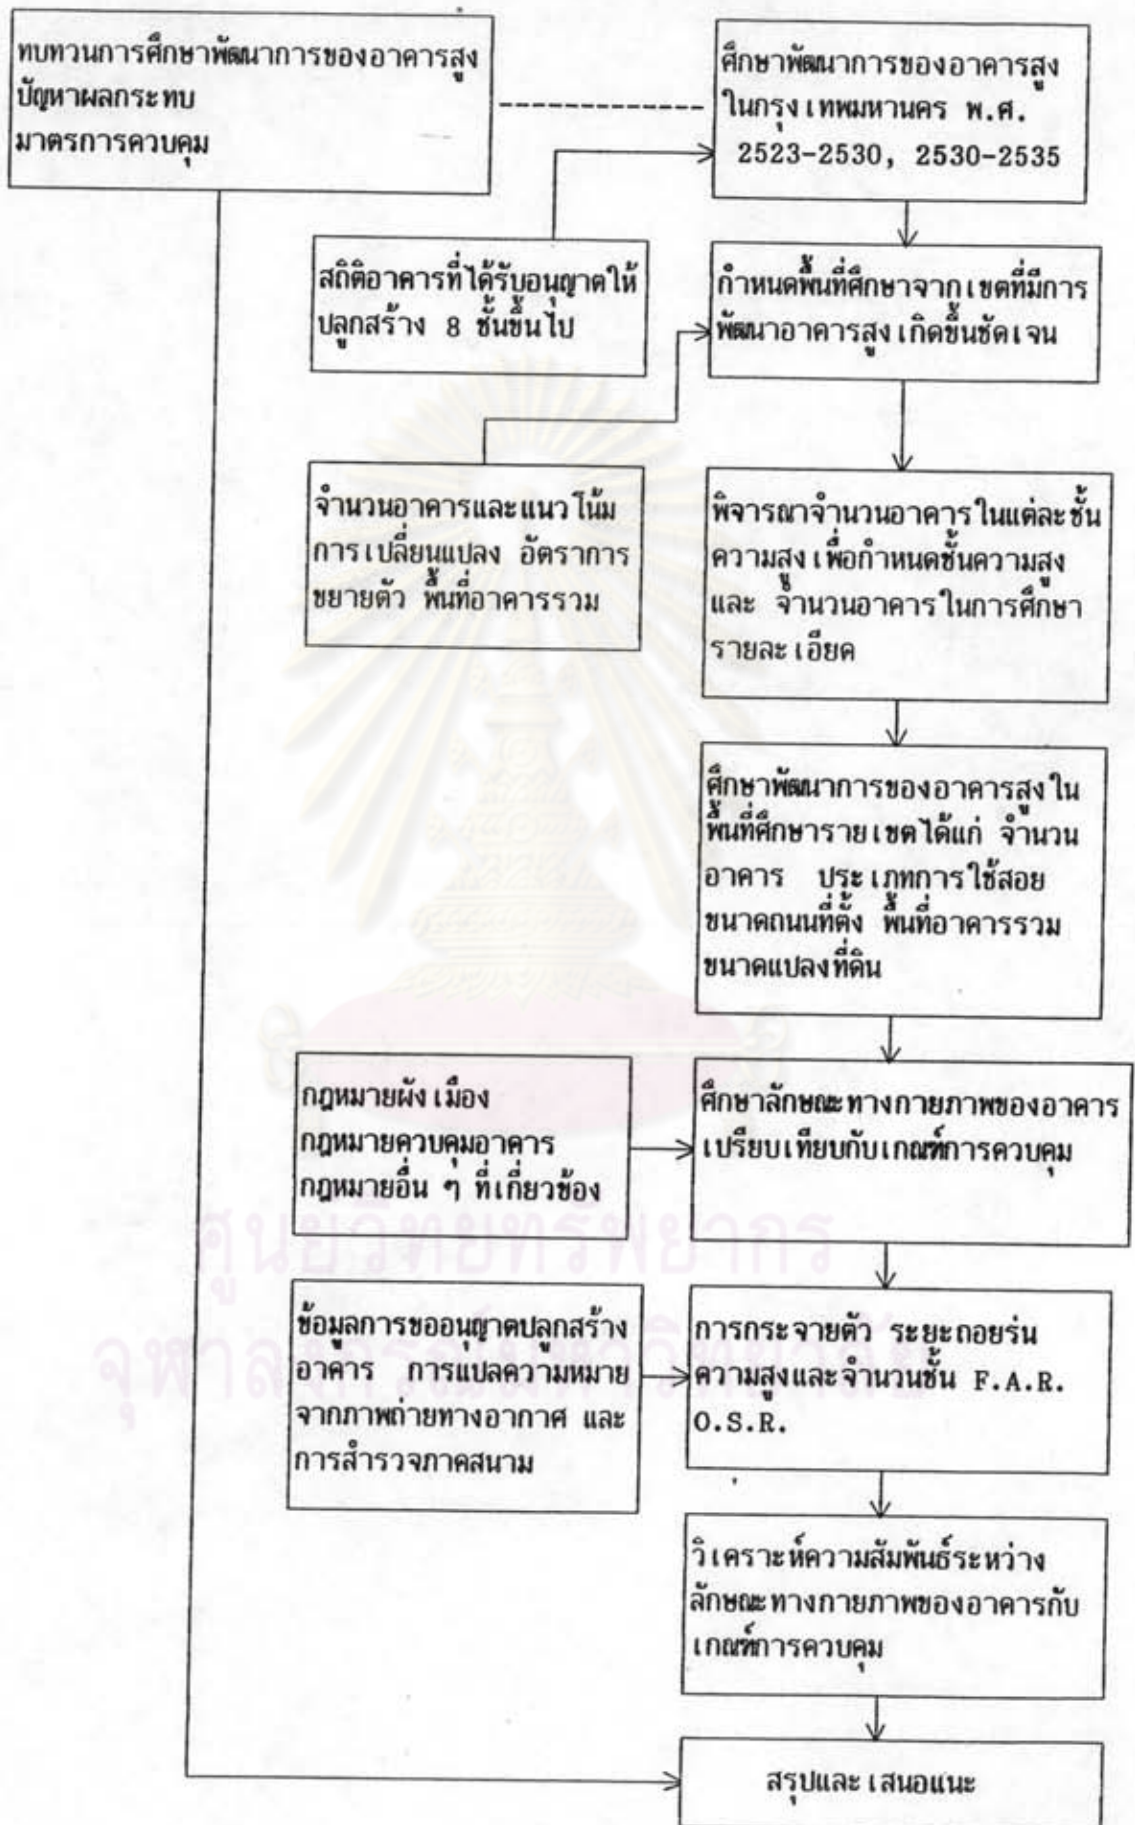 ทบทวนการศึกษาพัฒนาการของอาคารสูง
ปัญหาผลกระทบ
มาตรการควบคุม
ศึกษาพัฒนาการของอาคารสูง
ในกรุงเทพมหานคร พ.ศ.
2523-2530, 2530-2535
สถิติอาคารที่ได้รับอนุญาตให้
ปลูกสร้าง 8 ชั้นขึ้นไป
กำหนดพื้นที่ศึกษาจากเขตที่มีการ
พัฒนาอาคารสูงเกิดขึ้นชัดเจน
จำนวนอาคารและแนวโน้ม
การเปลี่ยนแปลง อัตราการ
ขยายตัว พื้นที่อาคารรวม
พิจารณาจำนวนอาคารในแต่ละชั้น
ความสูงเพื่อกำหนดชั้นความสูง
และ จำนวนอาคารในการศึกษา
รายละเอียด
ศึกษาพัฒนาการของอาคารสูงใน
พื้นที่ศึกษารายเขตได้แก่ จำนวน
อาคาร ประเภทการใช้สอย
ขนาดถนนที่ตั้ง พื้นที่อาคารรวม
ขนาดแปลงที่ดิน
กฎหมายผังเมือง
กฎหมายควบคุมอาคาร
กฎหมายอื่น ๆ ที่เกี่ยวข้อง
ศึกษาลักษณะทางกายภาพของอาคาร
เปรียบเทียบกับเกณฑ์การควบคุม
ศูนย์วิทยทรัพยากร
จุฬาลงกรณ์มหาวิทยาลัย
ข้อมูลการขออนุญาตปลูกสร้าง
อาคาร การแปลความหมาย
จากภาพถ่ายทางอากาศ และ
การสำรวจภาคสนาม
การกระจายตัว ระยะถอยร่น
ความสูงและจำนวนชั้น F.A.R.
O.S.R.
วิเคราะห์ความสัมพันธ์ระหว่าง
ลักษณะทางกายภาพของอาคารกับ
เกณฑ์การควบคุม
สรุปและเสนอแนะ